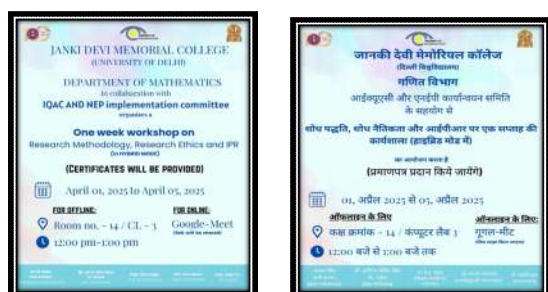 JANKI DEVI MEMORIAL COLLEGE
(UNIVERSITY OF DELHI)
DEPARTMENT OF MATHEMATICS
In collaboration with
IQAC AND NEP implementation committee
organizes a
One week workshop on
Research Methodology, Research Ethics and IPR
(In HYBRID MODE)
(CERTIFICATES WILL BE PROVIDED)
April 01, 2025 to April 05, 2025
FOR OFFLINE:
Room no. - 14 / CL - 3
12:00 pm-1:00 pm
FOR ONLINE:
Google-Meet
जानकी देवी मेमोरियल कॉलेज
(दिल्ली विश्वविद्यालय)
गणित विभाग
आईक्यूएसी और एनईपी कार्यान्वयन समिति
के सहयोग से
शोध पद्धति, शोध नैतिकता और आईपीआर पर एक सप्ताह की
कार्यशाला (हाइब्रिड मोड में)
का आयोजन करता है
(प्रमाणपत्र प्रदान किये जायेंगे)
01, अप्रैल 2025 से 05, अप्रैल 2025
ऑफलाइन के लिए
कक्ष क्रमांक - 14 / कंप्यूटर लैब 3
12:00 बजे से 1:00 बजे तक
ऑनलाइन के लिए:
गूगल-मीट